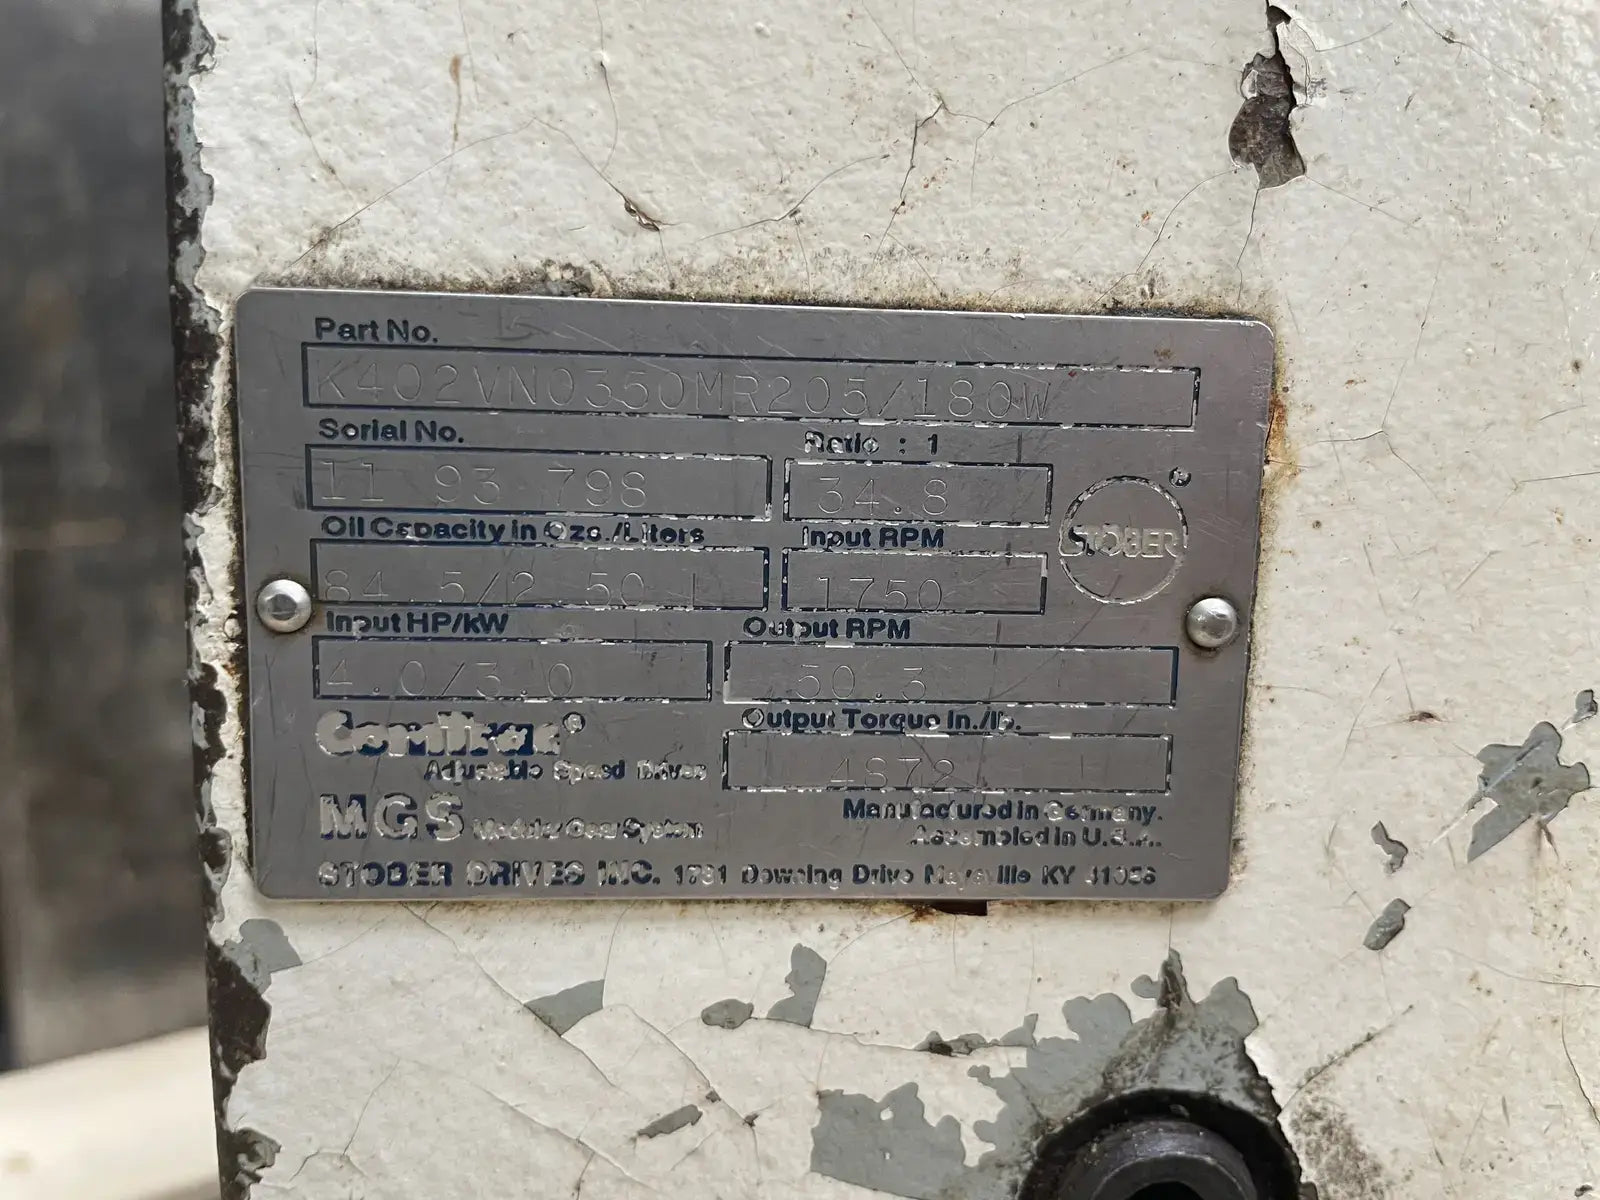 Part No.
K402VN0350MR205/180W
Serial No.
Ratio : 1
11 93 798
34.8
STÖBER ®
Oil Capacity in Ozs./Liters
Input RPM
84.5/2.50 L
1750
Input HP/kW
Output RPM
4.0/3.0
50.3
ComTrac®
Output Torque In./lb.
Adjustable Speed Drives
4872
MGS Modular Gear System
Manufactured in Germany.
Assembled in U.S.A.
STOBER DRIVES INC. 1781 Downing Drive Maysville KY 41056